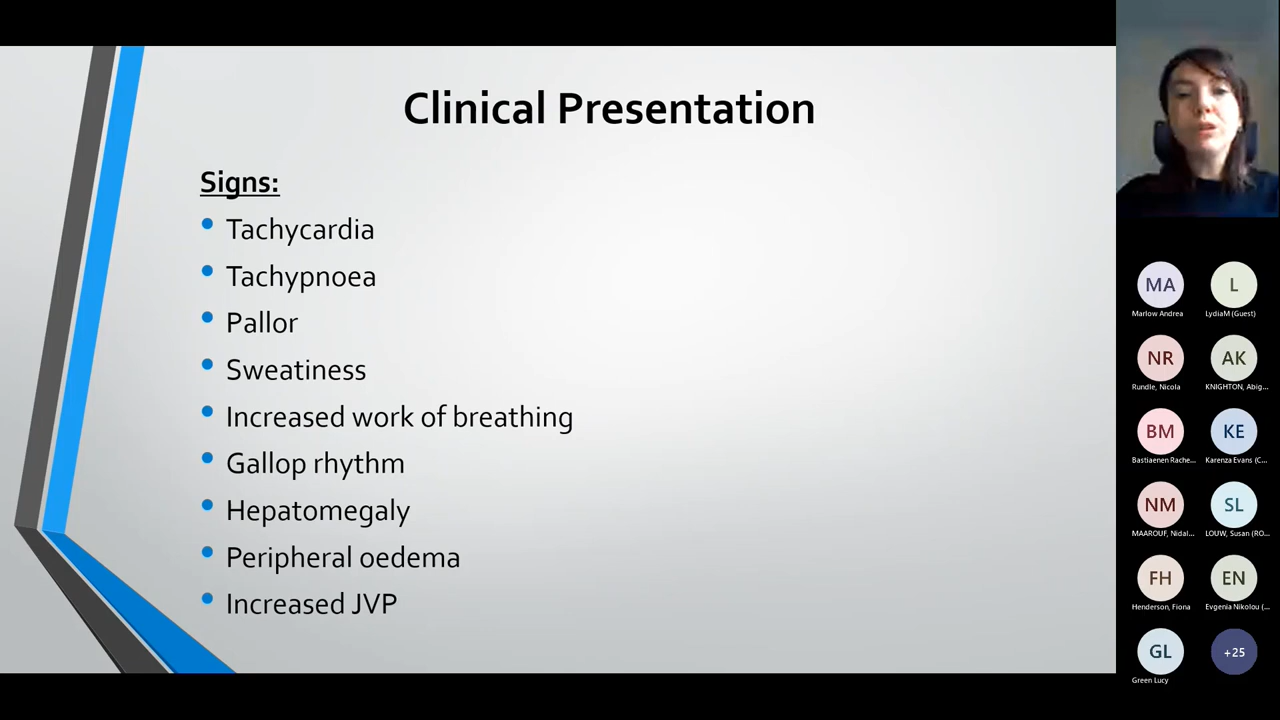 Clinical Presentation
Signs:
Tachycardia
Tachypnoea
Pallor
Sweatiness
Increased work of breathing
Gallop rhythm
Hepatomegaly
Peripheral oedema
Increased JVP
MA
L
Marlow Andrea
LydiaM (Guest)
NR
AK
Rundle, Nicola
KNIGHTON, Abig...
BM
KE
Bastiaenen Rache...
Karenza Evans (C...
NM
SL
MAAROUF, Nidal...
LOUW, Susan (RO...
FH
EN
Henderson, Fiona
Evgenia Nikolou (...
GL
+25
Green Lucy